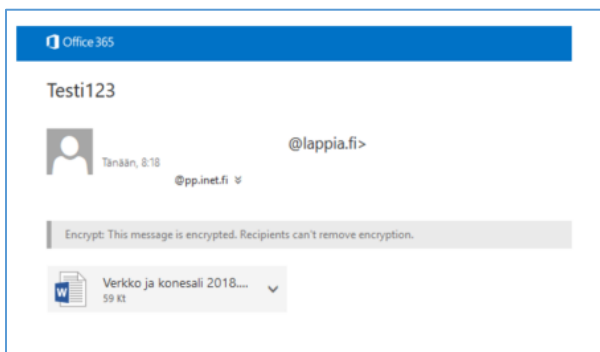 Office 365
Testi123
@lappia.fi>
Tänään, 8:18
@pp.inet.fi
Encrypt: This message is encrypted. Recipients can't remove encryption.
Verkko ja konesali 2018....
59 Kt